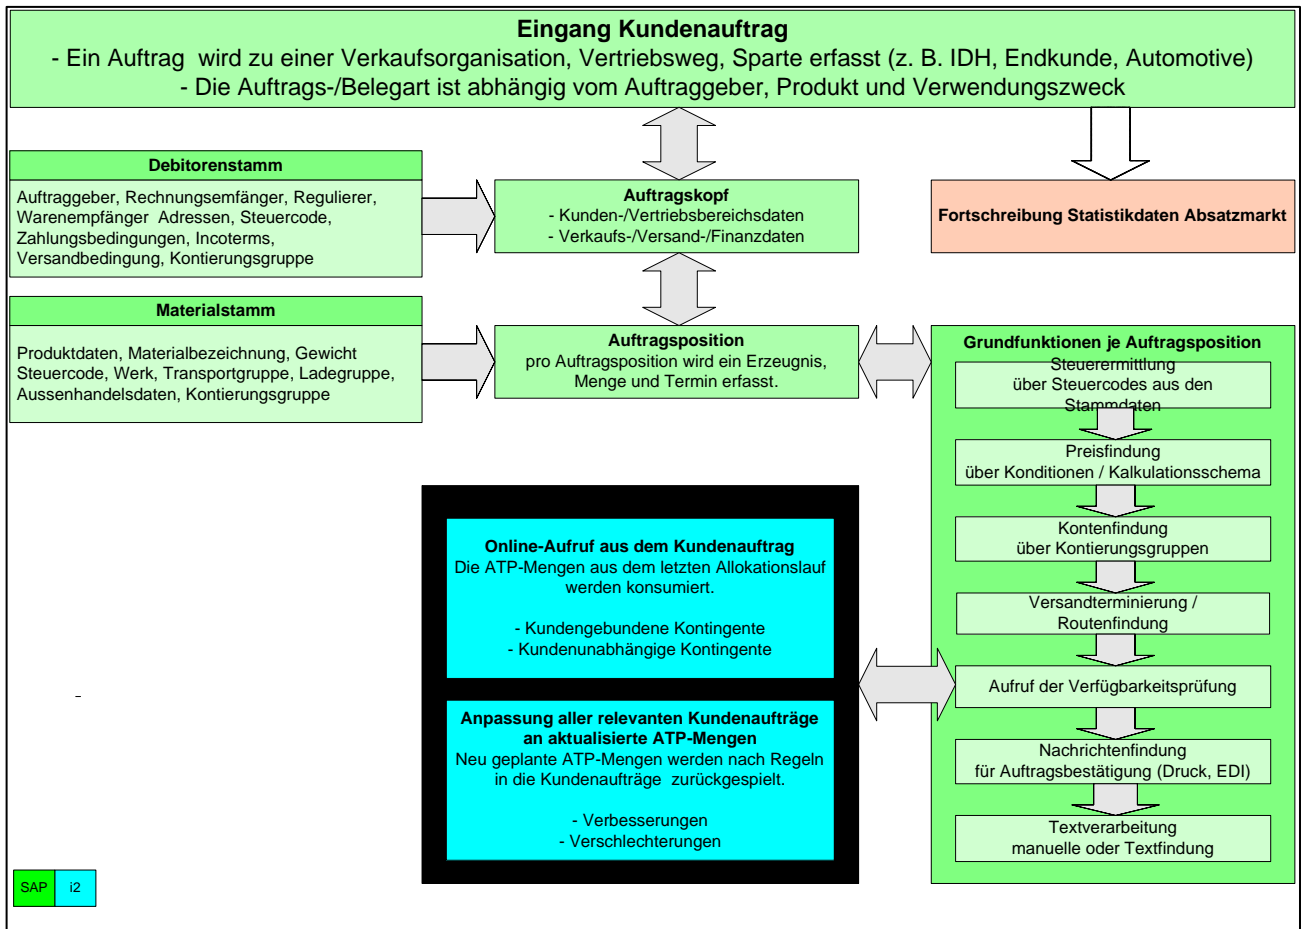 Eingang Kundenauftrag
- Ein Auftrag wird zu einer Verkaufsorganisation, Vertriebsweg, Sparte erfasst (z. B. IDH, Endkunde, Automotive)
- Die Auftrags-/Belegart ist abhängig vom Auftraggeber, Produkt und Verwendungszweck
Debitorenstamm
Auftraggeber, Rechnungsemfänger, Regulierer,
Warenempfänger Adressen, Steuercode,
Zahlungsbedingungen, Incoterms,
Versandbedingung, Kontierungsgruppe
Auftragskopf
- Kunden-/Vertriebsbereichsdaten
- Verkaufs-/Versand-/Finanzdaten
Fortschreibung Statistikdaten Absatzmarkt
Materialstamm
Produktdaten, Materialbezeichnung, Gewicht
Steuercode, Werk, Transportgruppe, Ladegruppe,
Aussenhandelsdaten, Kontierungsgruppe
Auftragsposition
pro Auftragsposition wird ein Erzeugnis,
Menge und Termin erfasst.
Grundfunktionen je Auftragsposition
Steuerermittlung
über Steuercodes aus den
Stammdaten
Preisfindung
über Konditionen / Kalkulationsschema
Kontenfindung
über Kontierungsgruppen
Versandterminierung /
Routenfindung
Aufruf der Verfügbarkeitsprüfung
Nachrichtenfindung
für Auftragsbestätigung (Druck, EDI)
Textverarbeitung
manuelle oder Textfindung
Online-Aufruf aus dem Kundenauftrag
Die ATP-Mengen aus dem letzten Allokationslauf
werden konsumiert.
- Kundengebundene Kontingente
- Kundenunabhängige Kontingente
Anpassung aller relevanten Kundenaufträge
an aktualisierte ATP-Mengen
Neu geplante ATP-Mengen werden nach Regeln
in die Kundenaufträge zurückgespielt.
- Verbesserungen
- Verschlechterungen
-
SAP i2